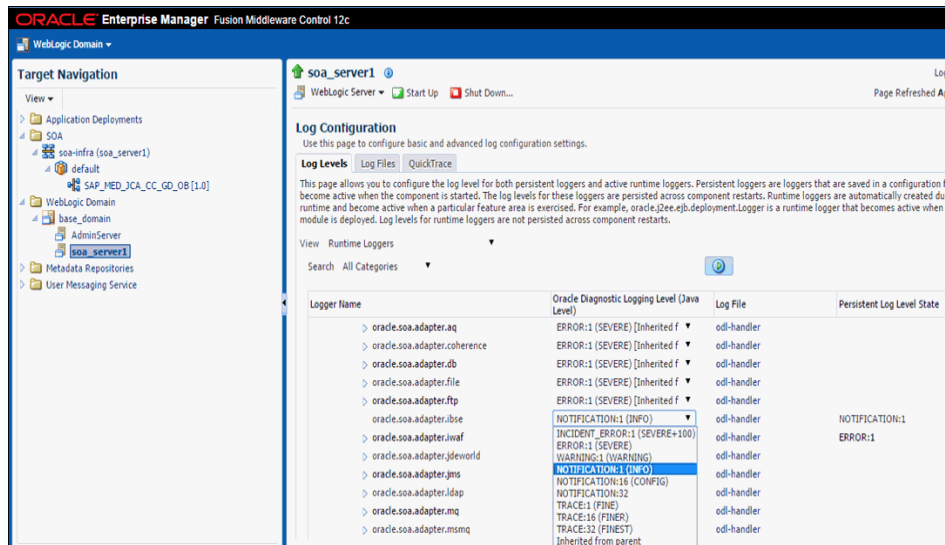 ORACLE Enterprise Manager Fusion Middleware Control 12c
WebLogic Domain
Target Navigation
View
Application Deployments
SOA
soa-infra (soa_server1)
default
SAP_MED_JCA_CC_GD_OB [1.0]
WebLogic Domain
base_domain
AdminServer
soa_server1
Metadata Repositories
User Messaging Service
soa_server1
WebLogic Server Start Up Shut Down...
Page Refreshed
Log Configuration
Use this page to configure basic and advanced log configuration settings.
Log Levels Log Files QuickTrace
This page allows you to configure the log level for both persistent loggers and active runtime loggers. Persistent loggers are loggers that are saved in a configuration
become active when the component is started. The log levels for these loggers are persisted across component restarts. Runtime loggers are automatically created
runtime and become active when a particular feature area is exercised. For example, oracle.j2ee.ejb.deployment.Logger is a runtime logger that becomes active when
module is deployed. Log levels for runtime loggers are not persisted across component restarts.
View Runtime Loggers
Search All Categories
Logger Name Oracle Diagnostic Logging Level (Java Level) Log File Persistent Log Level State
oracle.soa.adapter.aq ERROR:1 (SEVERE) [Inherited f odl-handler
oracle.soa.adapter.coherence ERROR:1 (SEVERE) [Inherited f odl-handler
oracle.soa.adapter.db ERROR:1 (SEVERE) [Inherited f odl-handler
oracle.soa.adapter.file ERROR:1 (SEVERE) [Inherited f odl-handler
oracle.soa.adapter.ftp ERROR:1 (SEVERE) [Inherited f odl-handler
oracle.soa.adapter.ibse NOTIFICATION:1 (INFO) odl-handler NOTIFICATION:1
oracle.soa.adapter.iwaf odl-handler ERROR:1
oracle.soa.adapter.jdeworld odl-handler
oracle.soa.adapter.jms odl-handler
oracle.soa.adapter.ldap odl-handler
oracle.soa.adapter.mq odl-handler
oracle.soa.adapter.msmq odl-handler
INCIDENT_ERROR:1 (SEVERE+100)
ERROR:1 (SEVERE)
WARNING:1 (WARNING)
NOTIFICATION:1 (INFO)
NOTIFICATION:16 (CONFIG)
NOTIFICATION:32
TRACE:1 (FINE)
TRACE:16 (FINER)
TRACE:32 (FINEST)
Inherited from parent